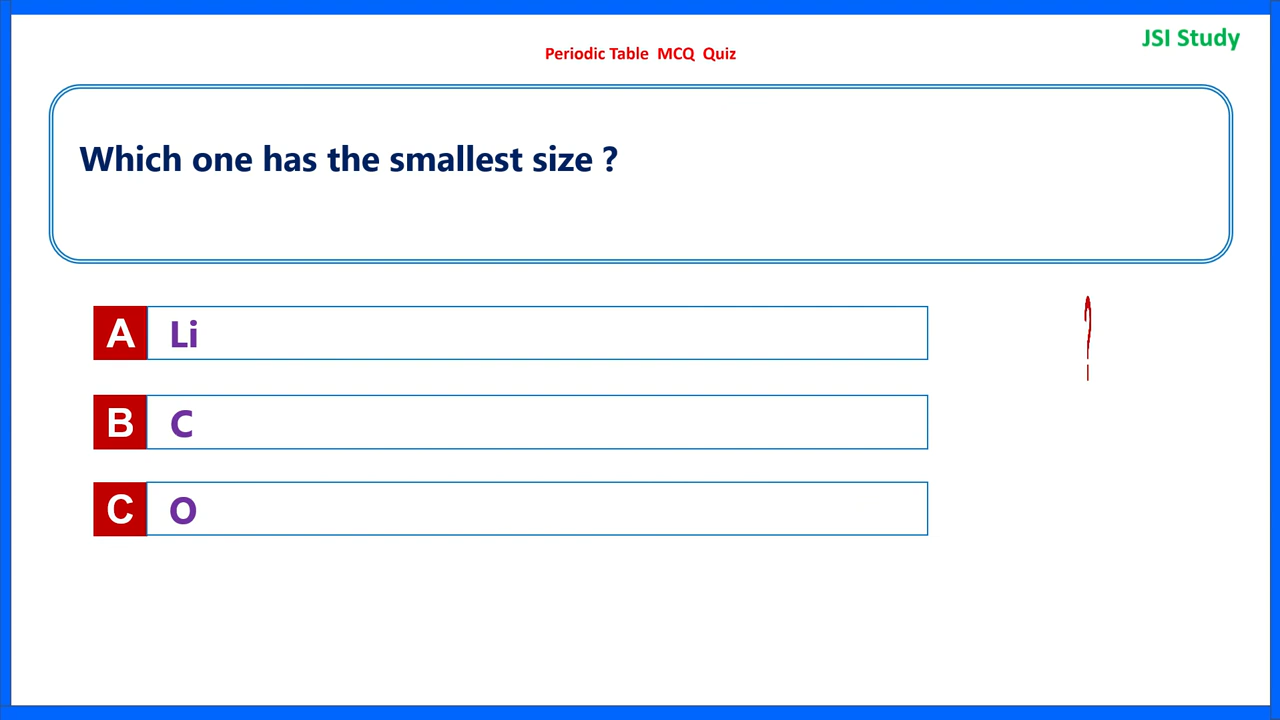 JSI Study
Periodic Table MCQ Quiz
Which one has the smallest size ?
A Li
B C
C O